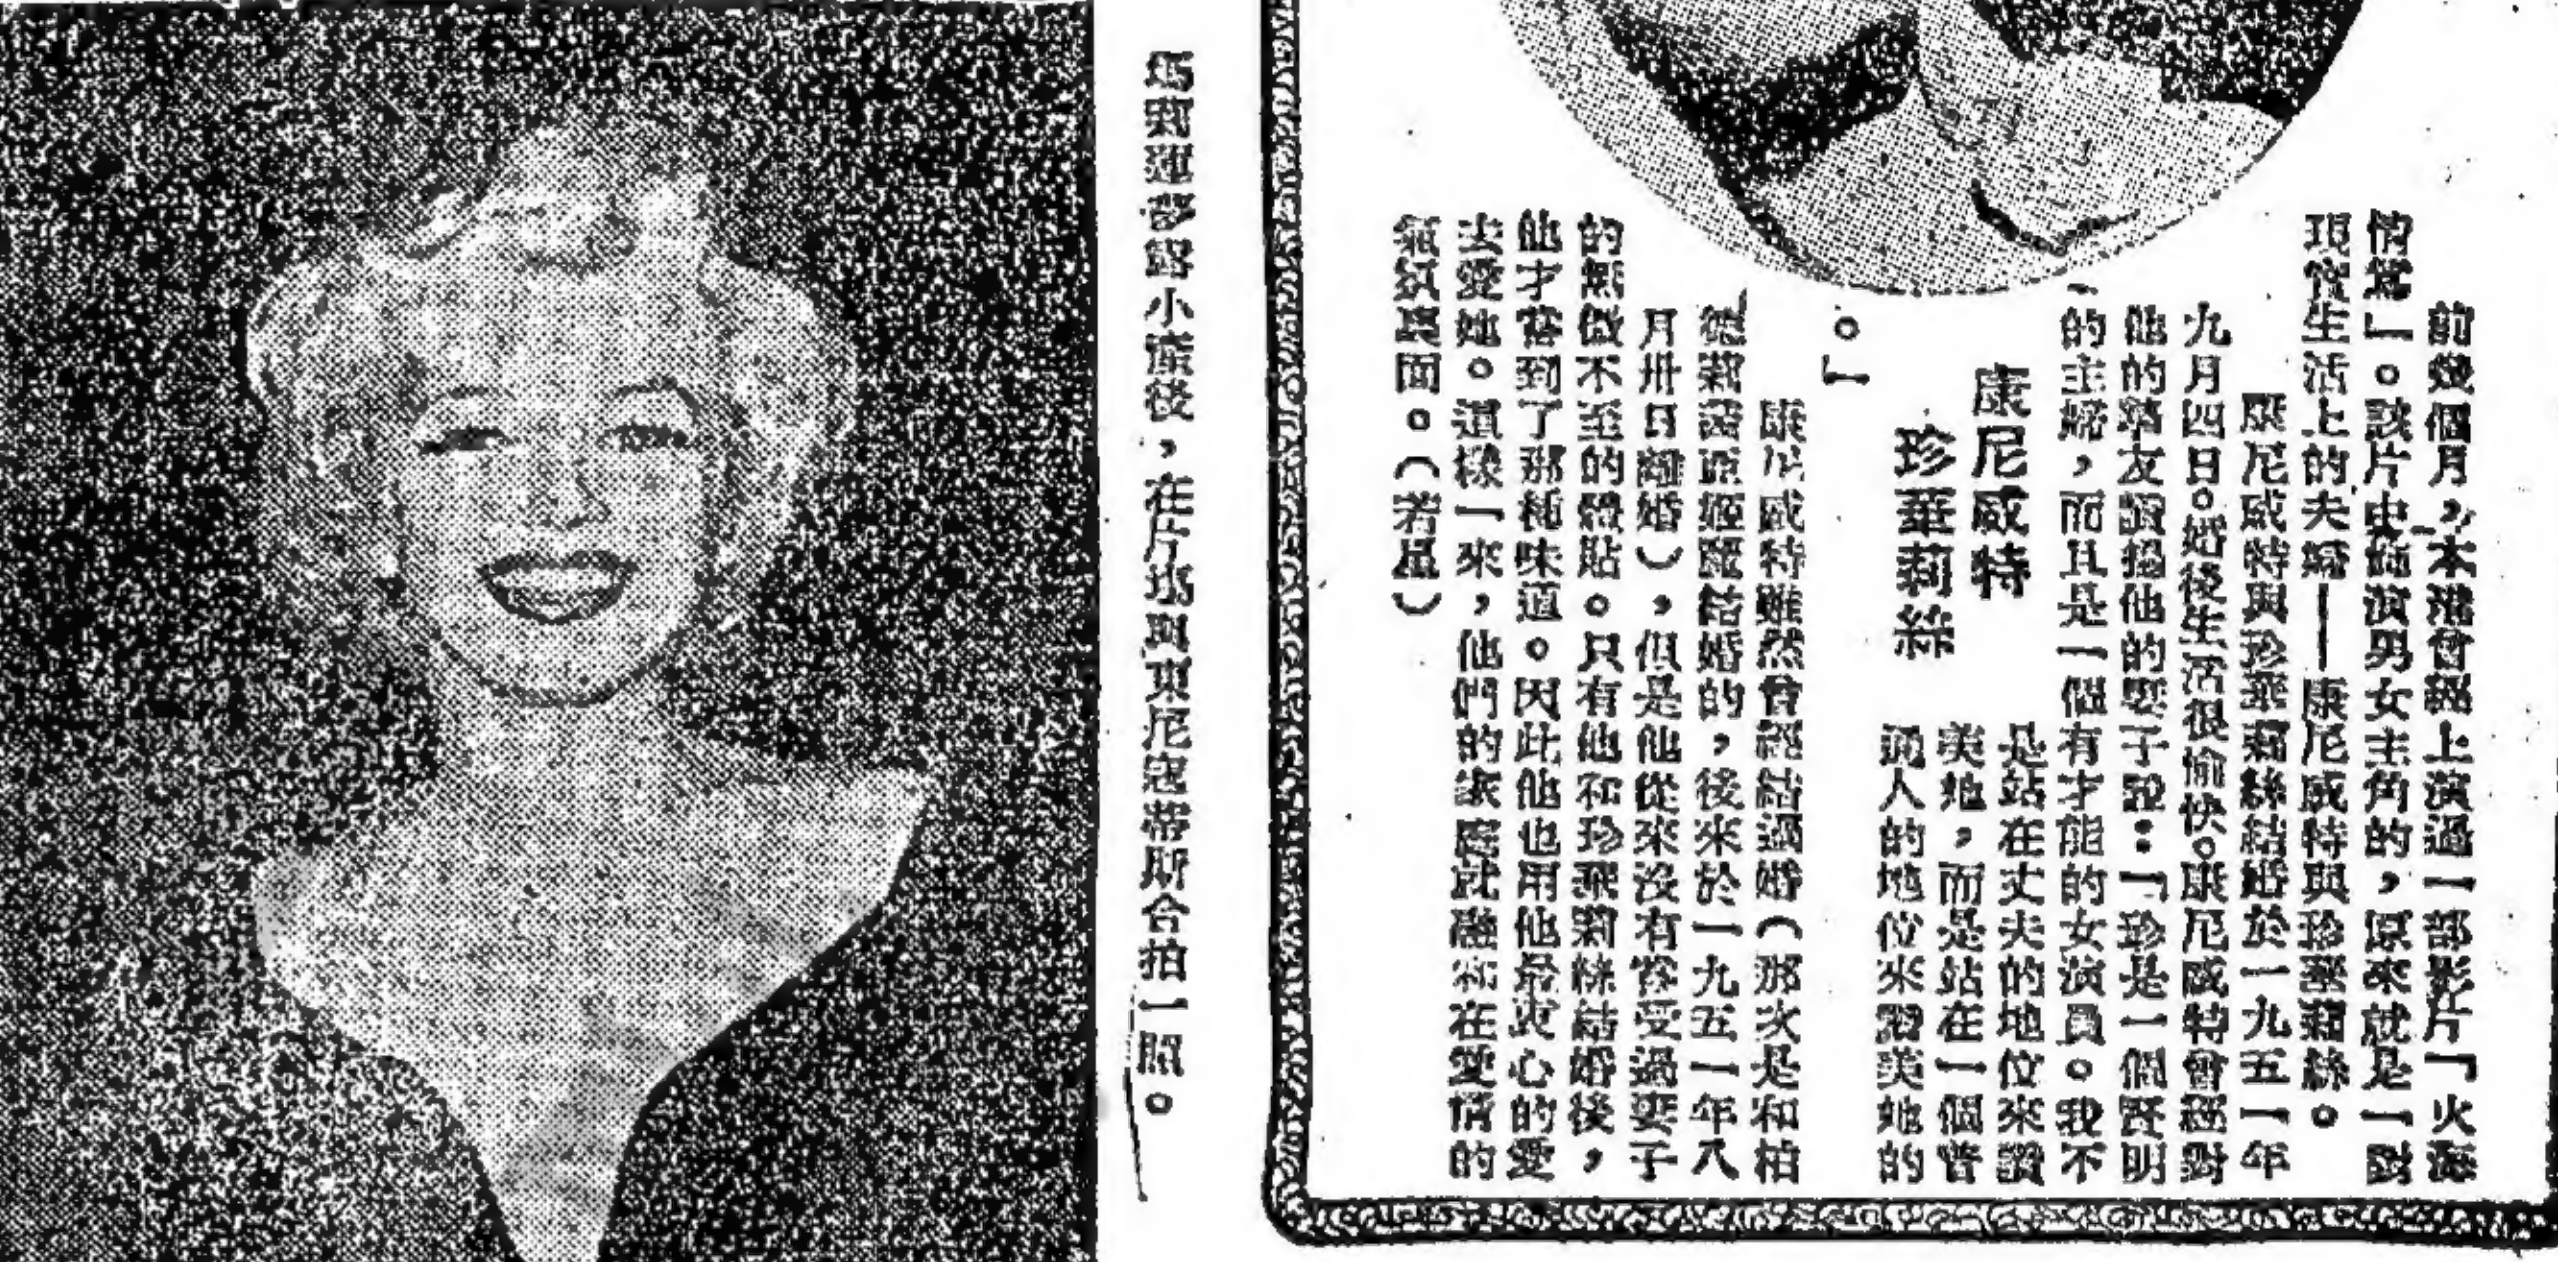 前幾個月，本港曾經上演過一部影片「火海
情鴛」。該片中飾演男女主角的，原來就是一對
現實生活上的夫婦——康尼威特與珍華莉絲。
康尼威特與珍華莉絲結婚於一九五一年
九月四日。婚後生活很愉快。康尼威特曾經對
他的朋友讚揚他的妻子說：「珍是一個賢明
的主婦，而且是一個有才能的女演員。我不
是站在丈夫的地位來讚
美她，而是站在一個普
通人的地位來讚美她的
。」
康尼威特
珍華莉絲
康尼威特雖然曾經結過婚（那次是和柏
德莉茜 結婚的，後來於一九五一年八
月卅日離婚），但是他從來沒有享受過妻子
的無微不至的體貼。只有他和珍華莉絲結婚後，
他才嘗到了那種味道。因此他也用他最衷心的愛
去愛她。這樣一來，他們的家庭就融和在愛情的
氣氛裏面。（若風）
瑪莉蓮夢露小產後，在片場與東尼寇蒂斯合拍一照。